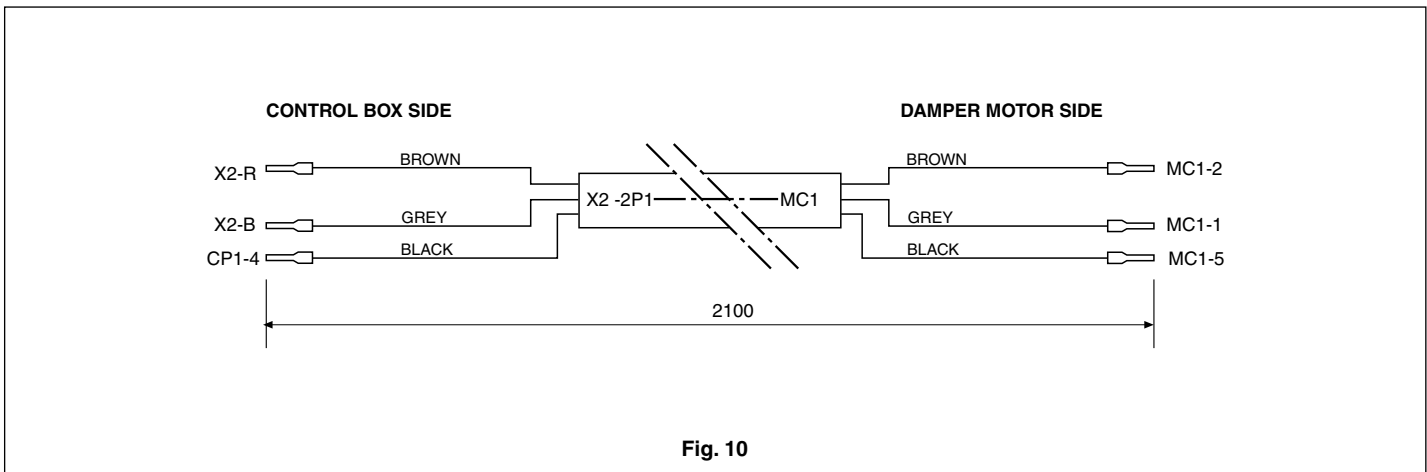 CONTROL BOX SIDE
DAMPER MOTOR SIDE
X2-R
BROWN
BROWN
MC1-2
X2 -2P1
MC1
X2-B
GREY
GREY
MC1-1
CP1-4
BLACK
BLACK
MC1-5
2100
Fig. 10